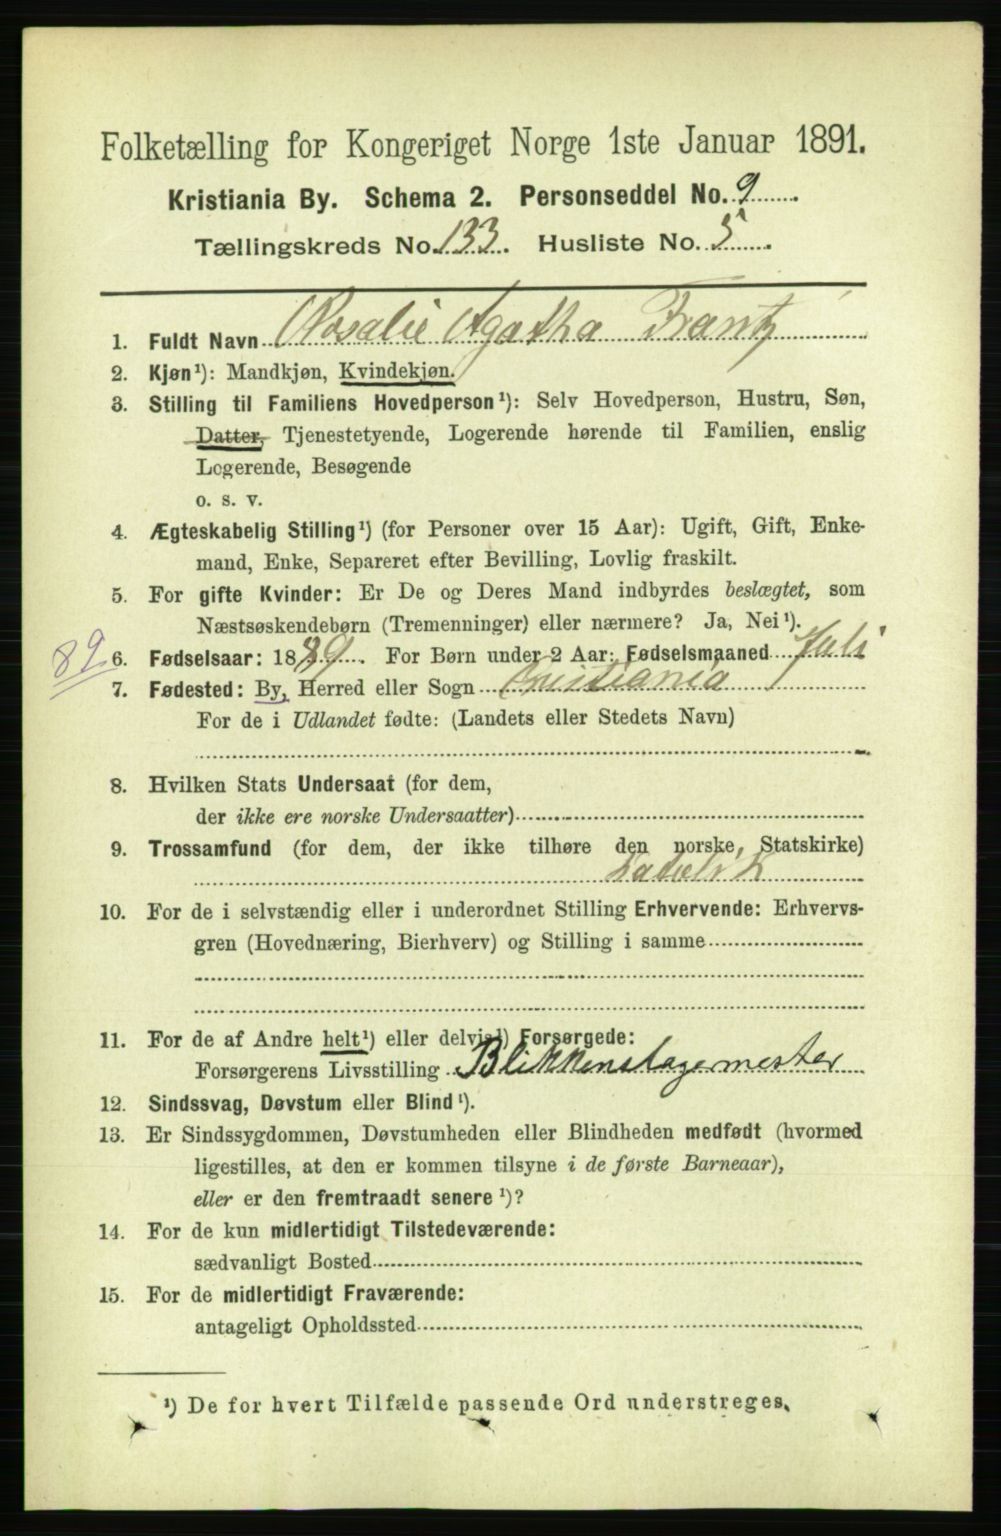 Folketælling for Kongeriget Norge 1ste Januar 1891.
Kristiania By. Schema 2. Personseddel No. 9
Tællingskreds No. 133. Husliste No. 5
1. Fuldt Navn Rosalie Agatha Frantz
2. Kjøn¹): Mandkjøn, Kvindekjøn.
3. Stilling til Familiens Hovedperson¹): Selv Hovedperson, Hustru, Søn,
Datter, Tjenestetyende, Logerende hørende til Familien, enslig
Logerende, Besøgende
o. s. v.
4. Ægteskabelig Stilling¹) (for Personer over 15 Aar): Ugift, Gift, Enke-
mand, Enke, Separeret efter Bevilling, Lovlig fraskilt.
5. For gifte Kvinder: Er De og Deres Mand indbyrdes beslægtet, som
Næstsøskendebørn (Tremenninger) eller nærmere? Ja, Nei¹).
89 6. Fødselsaar: 1889. For Børn under 2 Aar: Fødselsmaaned Juli
7. Fødested: By, Herred eller Sogn Cristiania
For de i Udlandet fødte: (Landets eller Stedets Navn)
8. Hvilken Stats Undersaat (for dem,
der ikke ere norske Undersaatter)
9. Trossamfund (for dem, der ikke tilhøre den norske Statskirke)
Katolik
10. For de i selvstændig eller i underordnet Stilling Erhvervende: Erhvervs-
gren (Hovednæring, Bierhverv) og Stilling i samme
11. For de af Andre helt¹) eller delvis¹) Forsørgede:
Forsørgerens Livsstilling Blikkenslagermester
12. Sindssvag, Døvstum eller Blind¹).
13. Er Sindssygdommen, Døvstumheden eller Blindheden medfødt (hvormed
ligestilles, at den er kommen tilsyne i de første Barneaar),
eller er den fremtraadt senere¹)?
14. For de kun midlertidigt Tilstedeværende:
sædvanligt Bosted
15. For de midlertidigt Fraværende:
antageligt Opholdssted
¹) De for hvert Tilfælde passende Ord understreges.